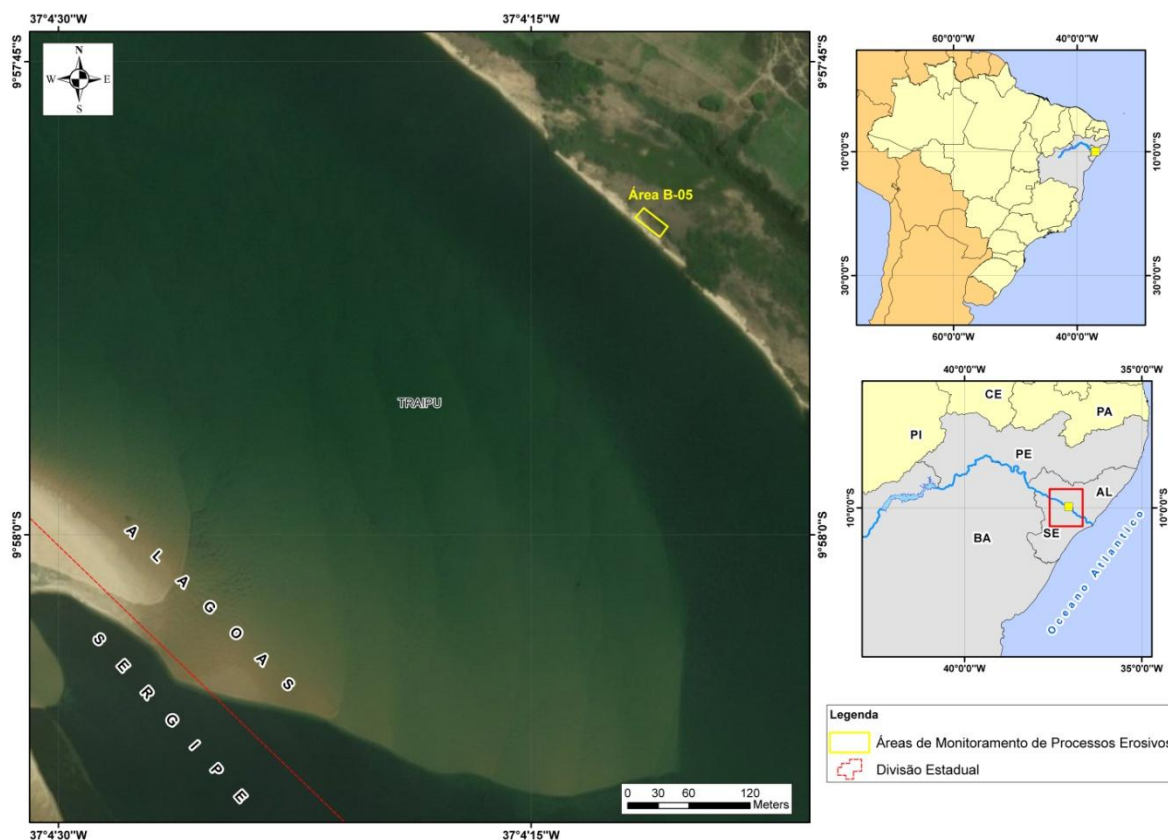 37°4'30"W
37°4'15"W
9°57'45"S
9°57'45"S
N
W
E
S
Área B-05
TRAIPU
9°58'0"S
9°58'0"S
ALAGOAS
SERGIPE
0 30 60 120
Meters
37°4'30"W
37°4'15"W
60°0'0"W
40°0'0"W
10°0'0"S
10°0'0"S
30°0'0"S
30°0'0"S
60°0'0"W
40°0'0"W
40°0'0"W
35°0'0"W
CE
PA
PI
PE
AL
10°0'0"S
10°0'0"S
SE
BA
Oceano Atlantico
40°0'0"W
35°0'0"W
Legenda
Áreas de Monitoramento de Processos Erosivos
Divisão Estadual